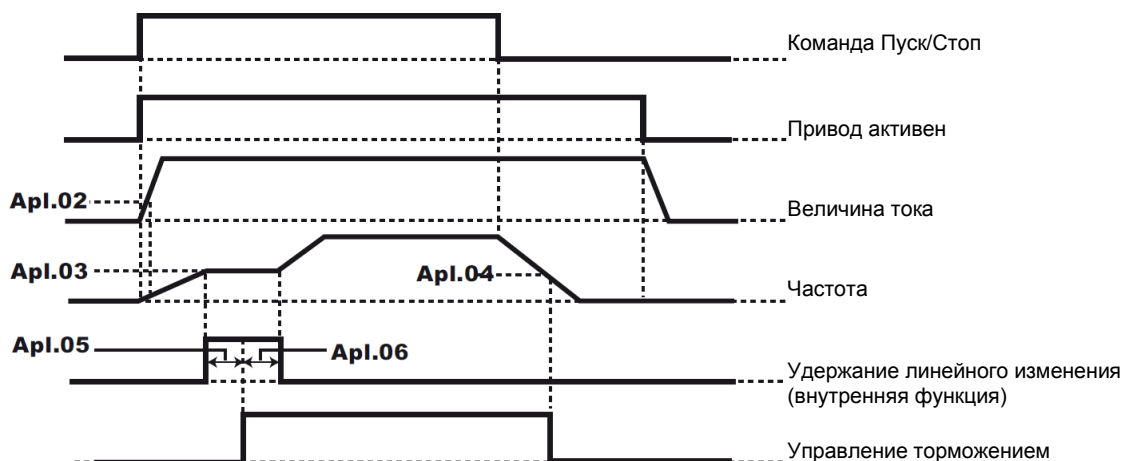 Команда Пуск/Стоп
Привод активен
Apl.02
Величина тока
Apl.03
Apl.04
Частота
Apl.05
Apl.06
Удержание линейного изменения
(внутренняя функция)
Управление торможением